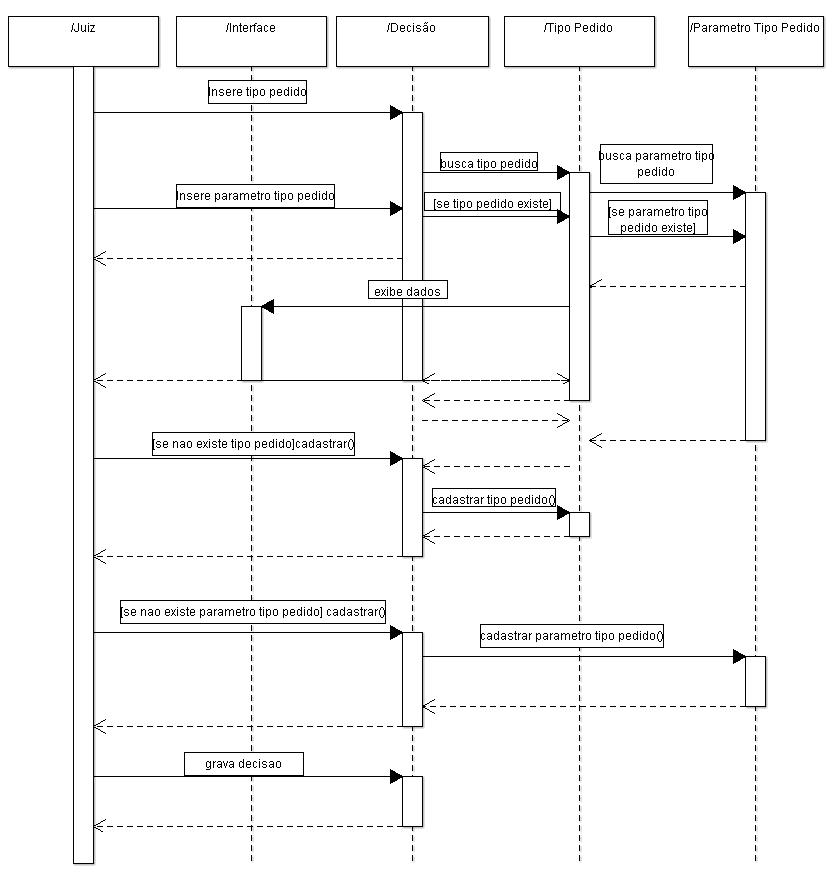 /Juiz
/Interface
/Decisão
/Tipo Pedido
/Parametro Tipo Pedido
Insere tipo pedido
busca tipo pedido
busca parametro tipo
pedido
Insere parametro tipo pedido
[se tipo pedido existe]
[se parametro tipo
pedido existe]
exibe dados
[se nao existe tipo pedido]cadastrar()
cadastrar tipo pedido()
[se nao existe parametro tipo pedido] cadastrar()
cadastrar parametro tipo pedido()
grava decisao